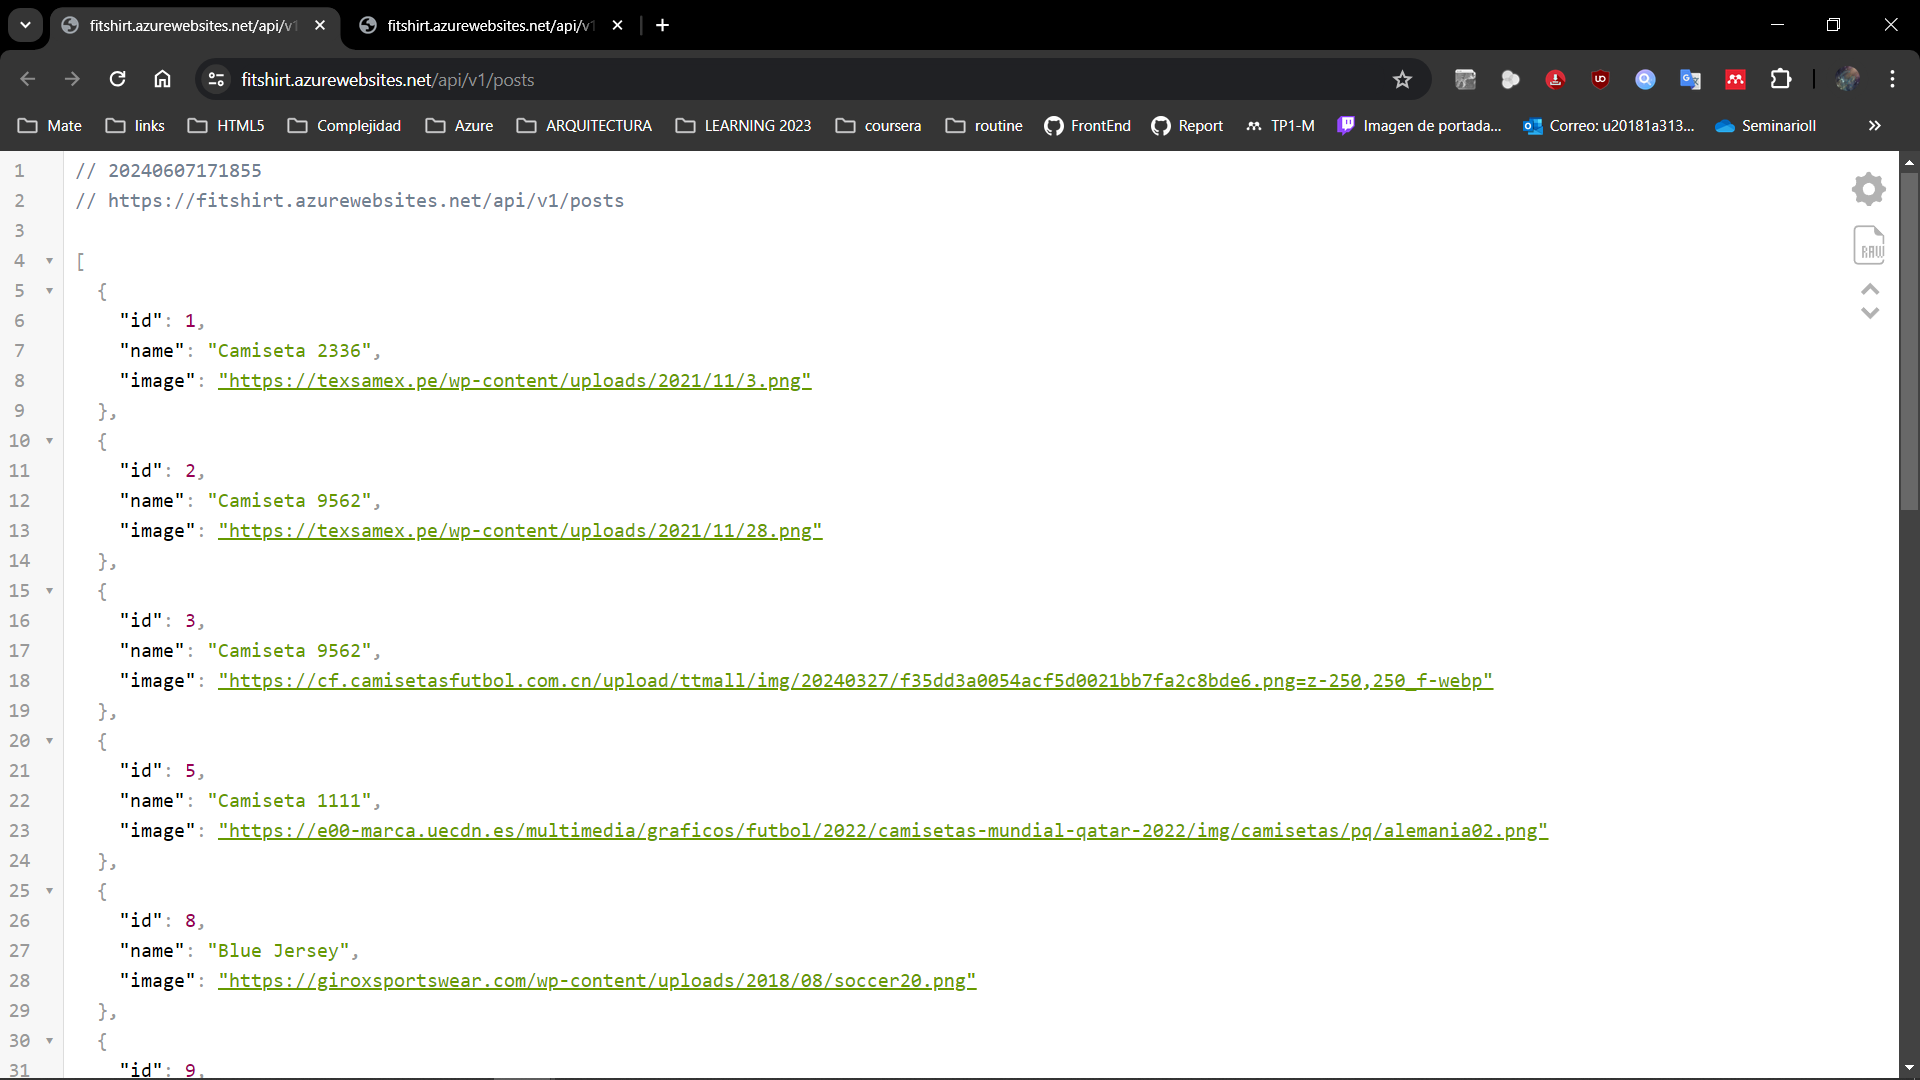 fitshirt.azurewebsites.net/api/v1
fitshirt.azurewebsites.net/api/v1
fitshirt.azurewebsites.net/api/v1/posts
Mate links HTML5 Complejidad Azure ARQUITECTURA LEARNING 2023 coursera routine FrontEnd Report TP1-M Imagen de portada... Correo: u20181a313... SeminarioII
RAW
1 // 20240607171855
2 // https://fitshirt.azurewebsites.net/api/v1/posts
3
4 [
5 {
6 "id": 1,
7 "name": "Camiseta 2336",
8 "image": "https://texsamex.pe/wp-content/uploads/2021/11/3.png"
9 },
10 {
11 "id": 2,
12 "name": "Camiseta 9562",
13 "image": "https://texsamex.pe/wp-content/uploads/2021/11/28.png"
14 },
15 {
16 "id": 3,
17 "name": "Camiseta 9562",
18 "image": "https://cf.camisetasfutbol.com.cn/upload/ttmall/img/20240327/f35dd3a0054acf5d0021bb7fa2c8bde6.png=z-250,250_f-webp"
19 },
20 {
21 "id": 5,
22 "name": "Camiseta 1111",
23 "image": "https://e00-marca.uecdn.es/multimedia/graficos/futbol/2022/camisetas-mundial-qatar-2022/img/camisetas/pq/alemania02.png"
24 },
25 {
26 "id": 8,
27 "name": "Blue Jersey",
28 "image": "https://giroxsportswear.com/wp-content/uploads/2018/08/soccer20.png"
29 },
30 {
31 "id": 9,